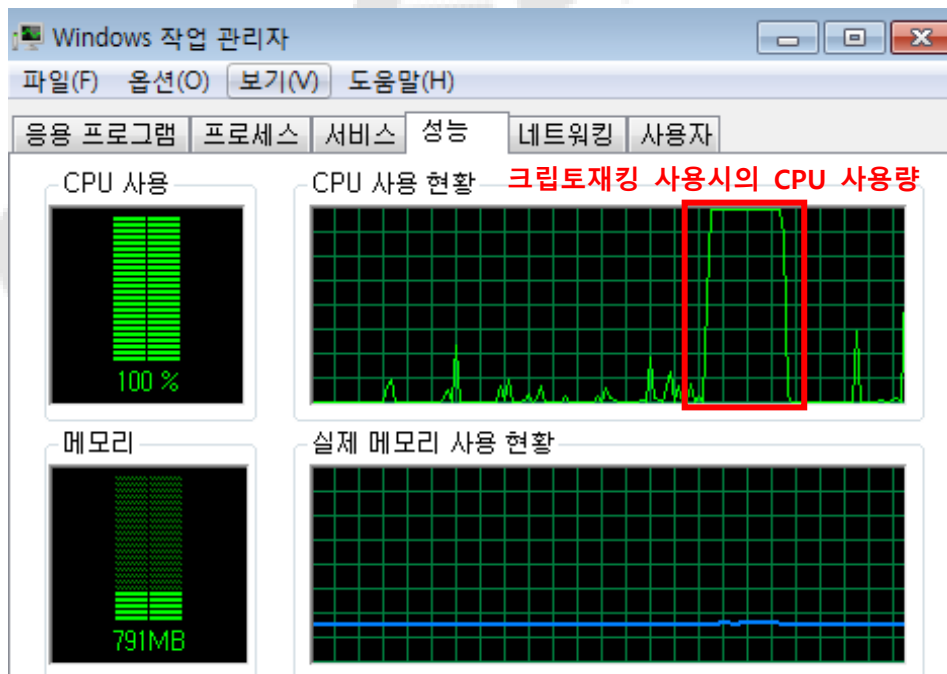 Windows 작업 관리자
파일(F) 옵션(O) 보기(V) 도움말(H)
응용 프로그램 프로세스 서비스 성능 네트워킹 사용자
CPU 사용
CPU 사용 현황
크립토재킹 사용시의 CPU 사용량
100 %
메모리
실제 메모리 사용 현황
791MB